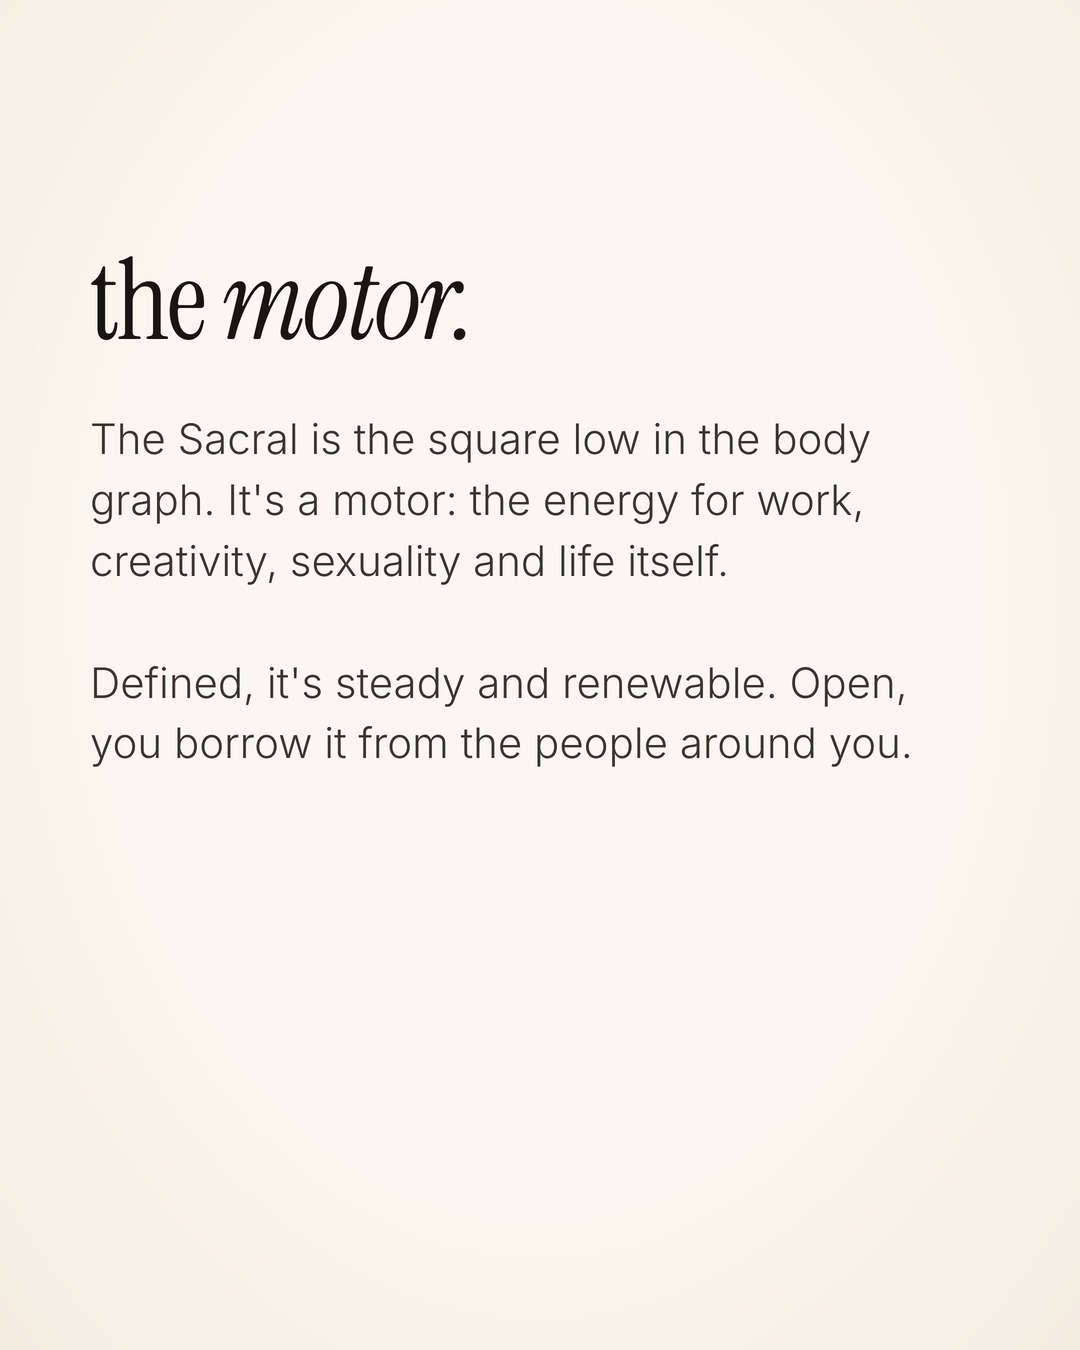 the motor.
The Sacral is the square low in the body
graph. It's a motor: the energy for work,
creativity, sexuality and life itself.
Defined, it's steady and renewable. Open,
you borrow it from the people around you.